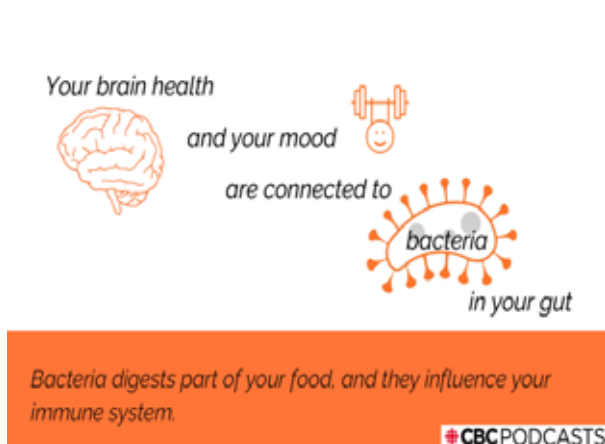 Your brain health
and your mood
are connected to
bacteria
in your gut
Bacteria digests part of your food, and they influence your
immune system.
CBC PODCASTS